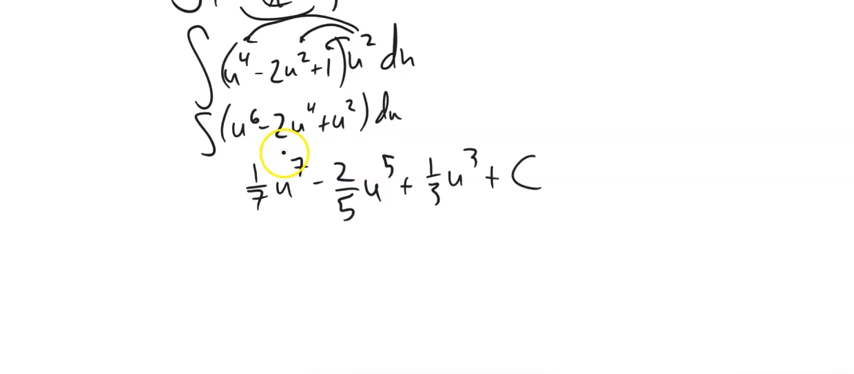 ∫(u⁴ - 2u² + 1)u² du
∫(u⁶ - 2u⁴ + u²) du
1/7 u⁷ - 2/5 u⁵ + 1/3 u³ + C